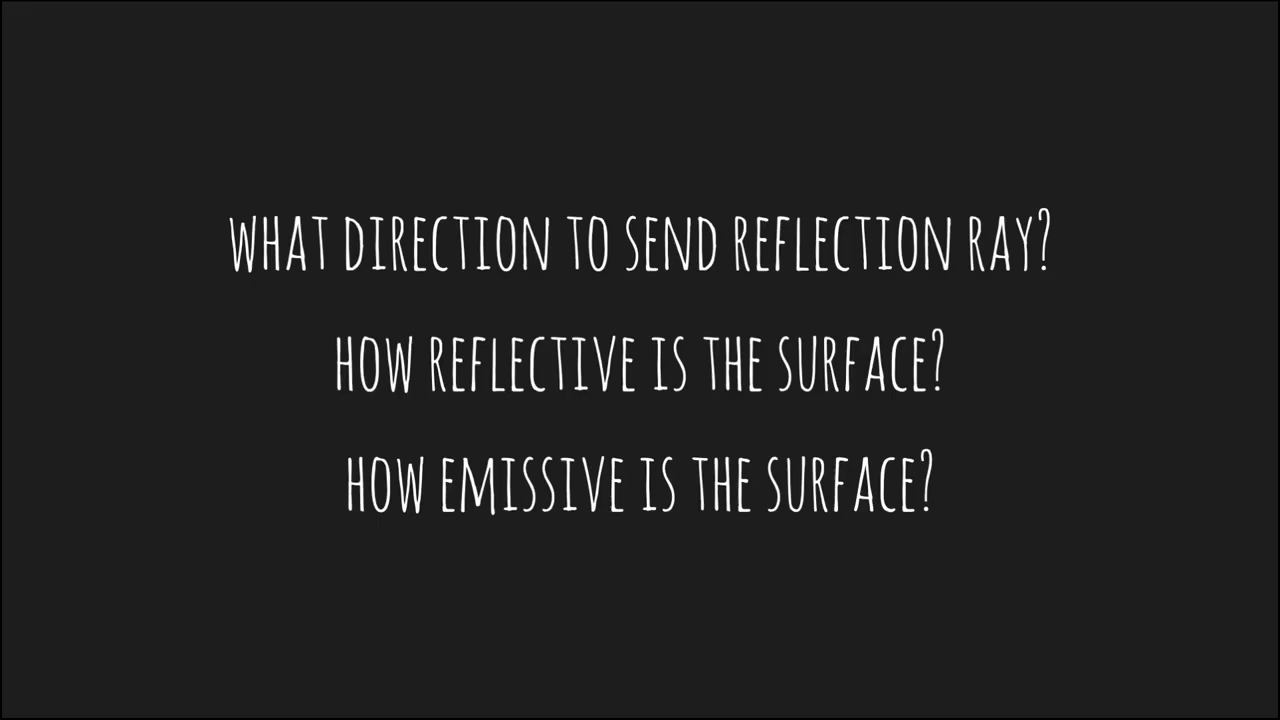 WHAT DIRECTION TO SEND REFLECTION RAY?
HOW REFLECTIVE IS THE SURFACE?
HOW EMISSIVE IS THE SURFACE?